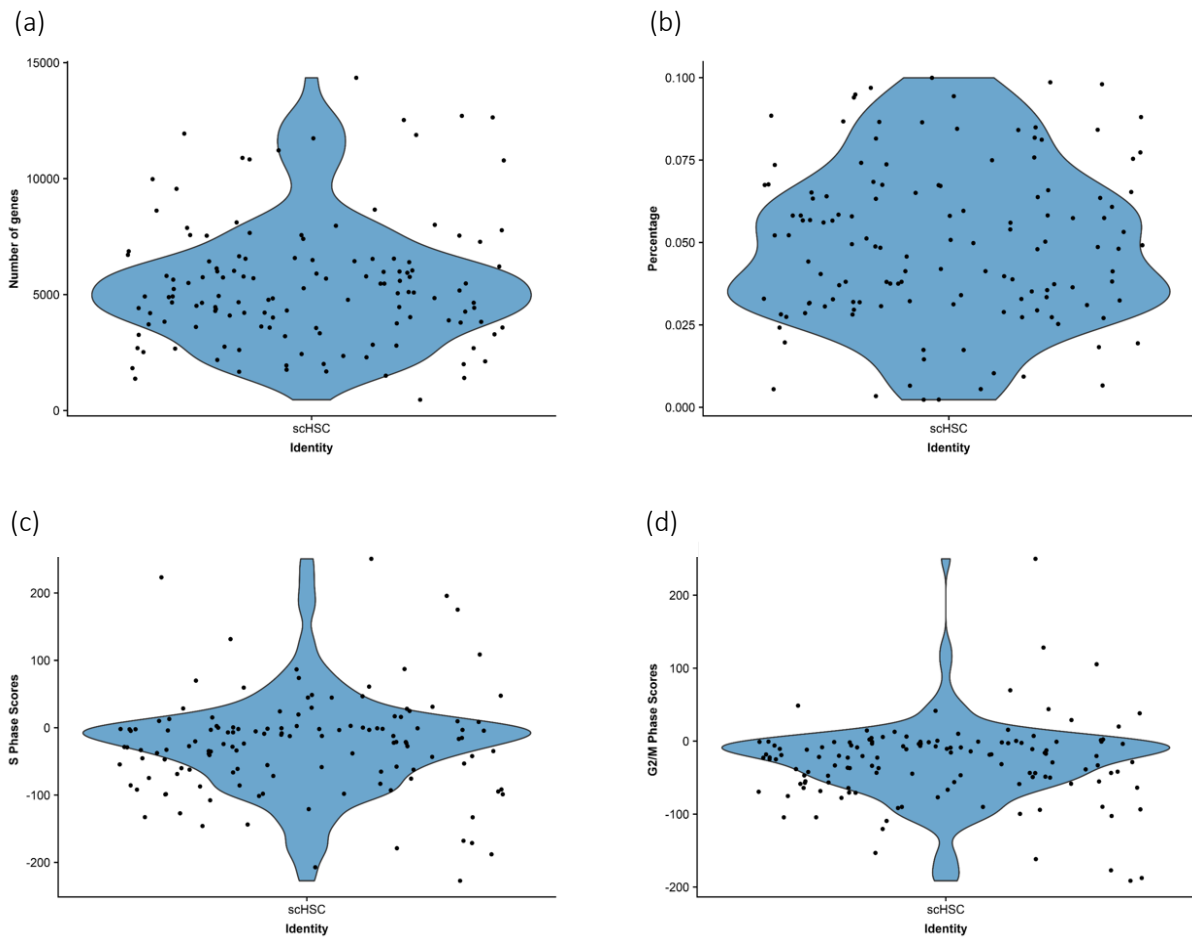 (a)
15000
10000
5000
0
Number of genes
scHSC
Identity
(b)
0.100
0.075
0.050
0.025
0.000
Percentage
scHSC
Identity
(c)
200
100
0
-100
-200
S Phase Scores
scHSC
Identity
(d)
200
100
0
-100
-200
G2/M Phase Scores
scHSC
Identity